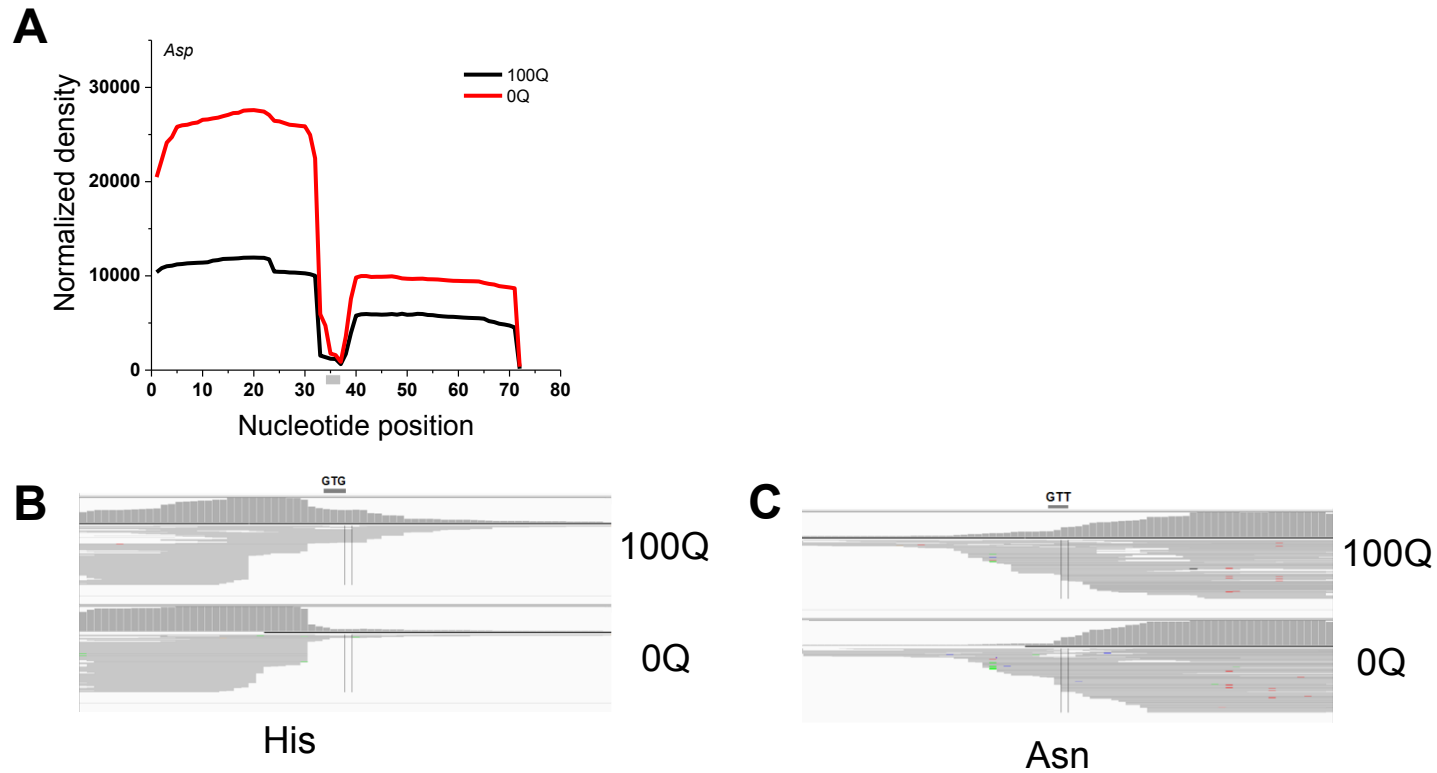 A
Asp
100Q
0Q
Normalized density
30000
20000
10000
0
0 10 20 30 40 50 60 70 80
Nucleotide position
B
GTG
100Q
0Q
His
C
GTT
100Q
0Q
Asn